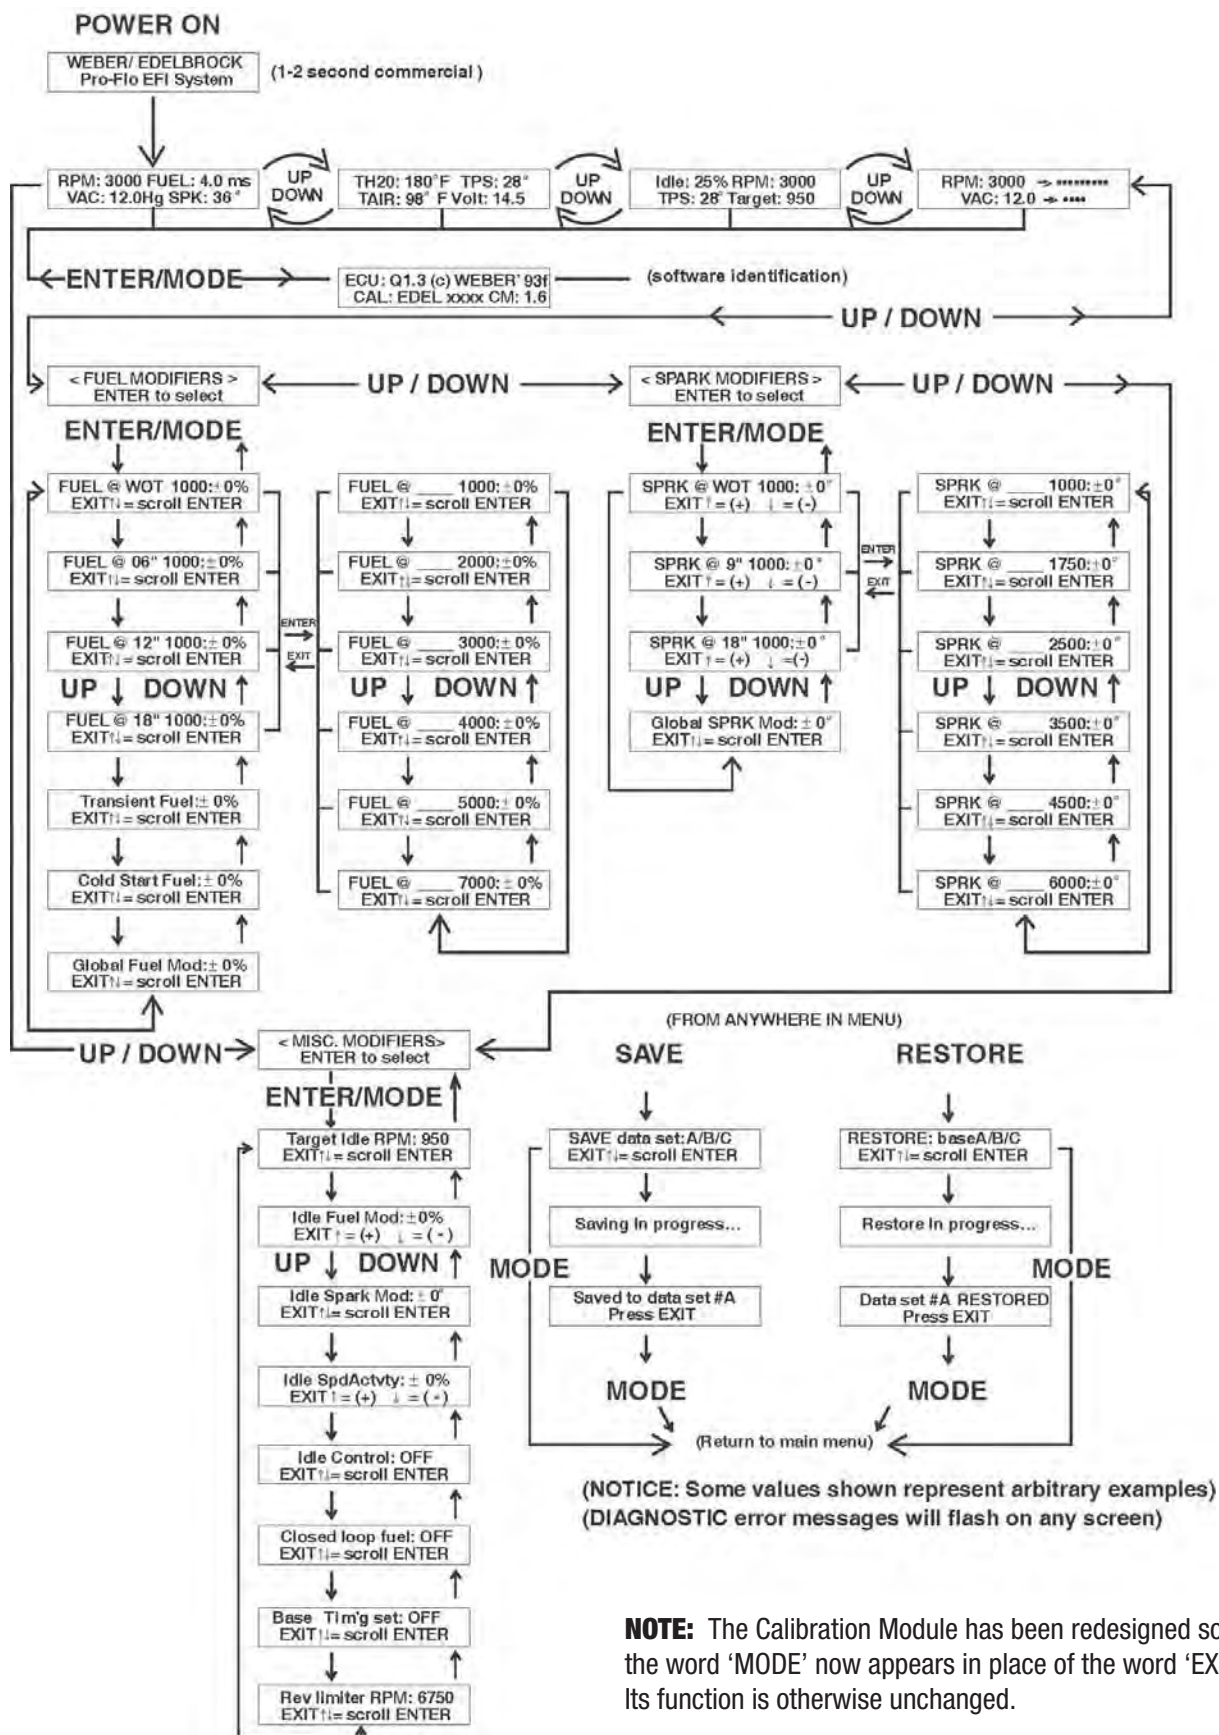 POWER ON
WEBER/ EDELBROCK
Pro-Flo EFI System
(1-2 second commercial )
RPM: 3000 FUEL: 4.0 ms
VAC: 12.0Hg SPK: 36°
UP
DOWN
TH20: 180°F TPS: 28°
TAIR: 98° F Volt: 14.5
UP
DOWN
Idle: 25% RPM: 3000
TPS: 28° Target: 950
UP
DOWN
RPM: 3000 -> •••••••••
VAC: 12.0 -> ••••
ENTER/MODE
ECU: Q1.3 (c) WEBER' 93f
CAL: EDEL xxxx CM: 1.6
(software identification)
UP / DOWN
< FUEL MODIFIERS >
ENTER to select
UP / DOWN
< SPARK MODIFIERS >
ENTER to select
UP / DOWN
ENTER/MODE
FUEL @ WOT 1000:±0%
EXIT↑↓= scroll ENTER
FUEL @ 06" 1000:±0%
EXIT↑↓= scroll ENTER
FUEL @ 12" 1000:± 0%
EXIT↑↓= scroll ENTER
UP DOWN
FUEL @ 18" 1000:±0%
EXIT↑↓= scroll ENTER
Transient Fuel:± 0%
EXIT↑↓= scroll ENTER
Cold Start Fuel:± 0%
EXIT↑↓= scroll ENTER
Global Fuel Mod:± 0%
EXIT↑↓= scroll ENTER
ENTER
EXIT
FUEL @ ____ 1000:±0%
EXIT↑↓= scroll ENTER
FUEL @ ____ 2000:±0%
EXIT↑↓= scroll ENTER
FUEL @ ____ 3000:± 0%
EXIT↑↓= scroll ENTER
UP DOWN
FUEL @ ____ 4000:±0%
EXIT↑↓= scroll ENTER
FUEL @ ____ 5000:± 0%
EXIT↑↓= scroll ENTER
FUEL @ ____ 7000:± 0%
EXIT↑↓= scroll ENTER
ENTER/MODE
SPRK @ WOT 1000: ±0°
EXIT ↑ = (+) ↓ = (-)
SPRK @ 9" 1000:±0°
EXIT ↑ = (+) ↓ = (-)
SPRK @ 18" 1000:±0°
EXIT ↑ = (+) ↓ =(-)
UP DOWN
Global SPRK Mod:± 0°
EXIT↑↓= scroll ENTER
ENTER
EXIT
SPRK @ ____ 1000:±0°
EXIT↑↓= scroll ENTER
SPRK @ ____ 1750:±0°
EXIT↑↓= scroll ENTER
SPRK @ ____ 2500:±0°
EXIT↑↓= scroll ENTER
UP DOWN
SPRK @ ____ 3500:±0°
EXIT↑↓= scroll ENTER
SPRK @ ____ 4500:±0°
EXIT↑↓= scroll ENTER
SPRK @ ____ 6000:±0°
EXIT↑↓= scroll ENTER
UP / DOWN
< MISC. MODIFIERS>
ENTER to select
ENTER/MODE
Target Idle RPM: 950
EXIT↑↓= scroll ENTER
Idle Fuel Mod:±0%
EXIT ↑ = (+) ↓ = (-)
UP DOWN
Idle Spark Mod:± 0°
EXIT↑↓= scroll ENTER
Idle SpdActvty:± 0%
EXIT ↑ = (+) ↓ = (-)
Idle Control: OFF
EXIT↑↓= scroll ENTER
Closed loop fuel: OFF
EXIT↑↓= scroll ENTER
Base Tim'g set: OFF
EXIT↑↓= scroll ENTER
Rev limiter RPM: 6750
EXIT↑↓= scroll ENTER
(FROM ANYWHERE IN MENU)
SAVE
SAVE data set:A/B/C
EXIT↑↓= scroll ENTER
Saving In progress...
MODE
Saved to data set #A
Press EXIT
MODE
RESTORE
RESTORE: baseA/B/C
EXIT↑↓= scroll ENTER
Restore In progress...
MODE
Data set #A RESTORED
Press EXIT
MODE
(Return to main menu)
(NOTICE: Some values shown represent arbitrary examples)
(DIAGNOSTIC error messages will flash on any screen)
NOTE: The Calibration Module has been redesigned so
the word ‘MODE’ now appears in place of the word ‘EX
Its function is otherwise unchanged.